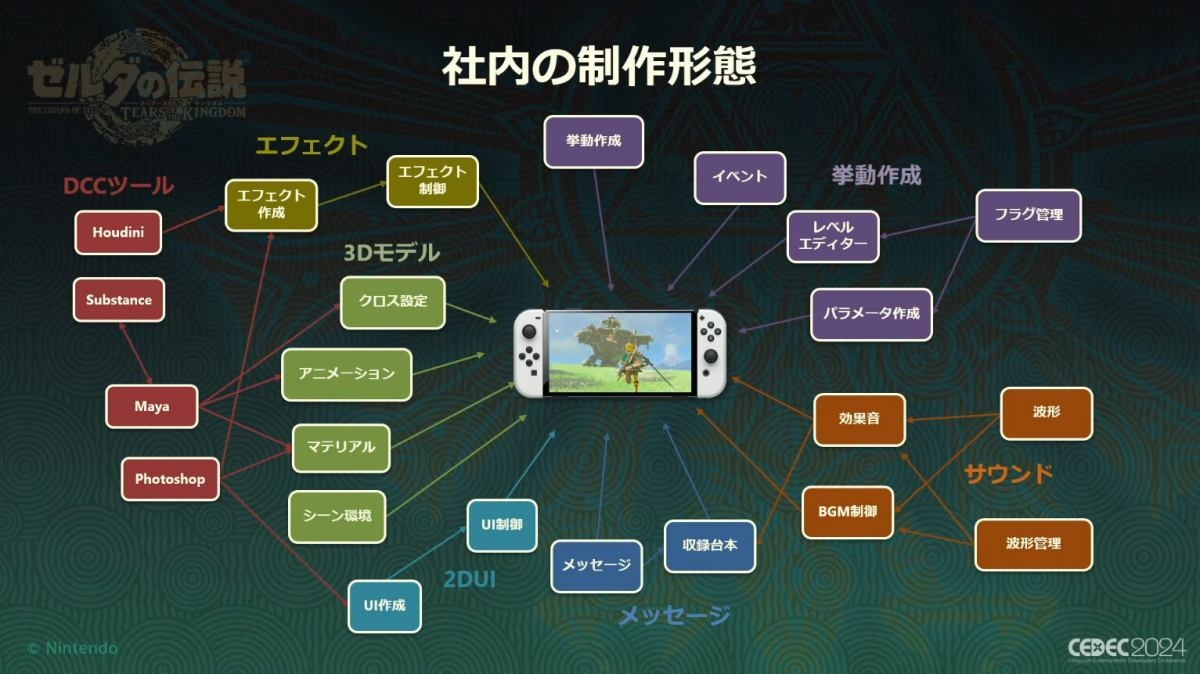 社内の制作形態
ゼルダの伝説
THE LEGEND OF ZELDA
TEARS OF THE KINGDOM
エフェクト
DCCツール
エフェクト
作成
エフェクト
制御
挙動作成
イベント
挙動作成
フラグ管理
Houdini
レベル
エディター
3Dモデル
Substance
クロス設定
パラメータ作成
アニメーション
Maya
マテリアル
効果音
波形
Photoshop
サウンド
シーン環境
UI制御
BGM制御
波形管理
メッセージ
収録台本
2DUI
UI作成
メッセージ
© Nintendo
CEDEC2024
Computer Entertainment Developers Conference